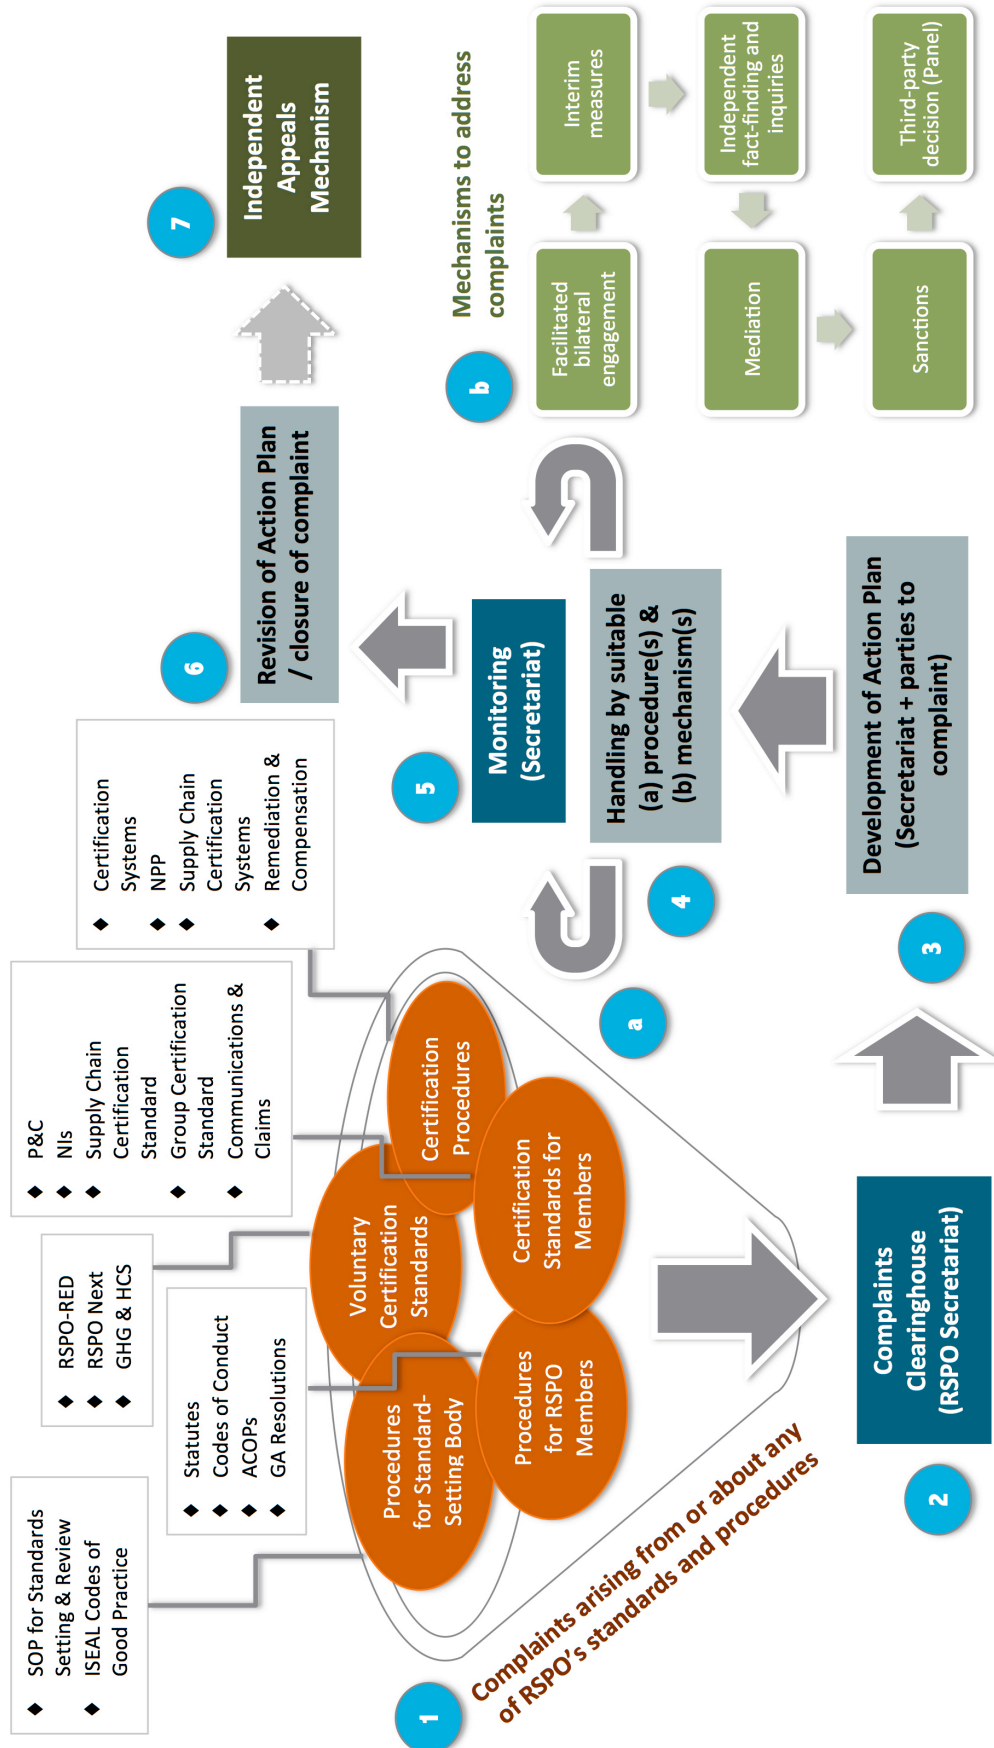 ♦ SOP for Standards
Setting & Review
♦ ISEAL Codes of
Good Practice
♦ RSPO-RED
♦ RSPO Next
♦ GHG & HCS
♦ Statutes
♦ Codes of Conduct
♦ ACOPs
♦ GA Resolutions
♦ P&C
♦ NIs
♦ Supply Chain
Certification
Standard
♦ Group Certification
Standard
♦ Communications &
Claims
♦ Certification
Systems
♦ NPP
♦ Supply Chain
Certification
Systems
♦ Remediation &
Compensation
1
Procedures
for Standard-
Setting Body
Voluntary
Certification
Standards
Certification
Procedures
Procedures
for RSPO
Members
Certification
Standards for
Members
Complaints arising from or about any
of RSPO's standards and procedures
2
Complaints
Clearinghouse
(RSPO Secretariat)
3
Development of Action Plan
(Secretariat + parties to
complaint)
4
Handling by suitable
(a) procedure(s) &
(b) mechanism(s)
a
b
5
Monitoring
(Secretariat)
6
Revision of Action Plan
/ closure of complaint
7
Independent
Appeals
Mechanism
Mechanisms to address
complaints
Facilitated
bilateral
engagement
Interim
measures
Independent
fact-finding and
inquiries
Mediation
Sanctions
Third-party
decision (Panel)